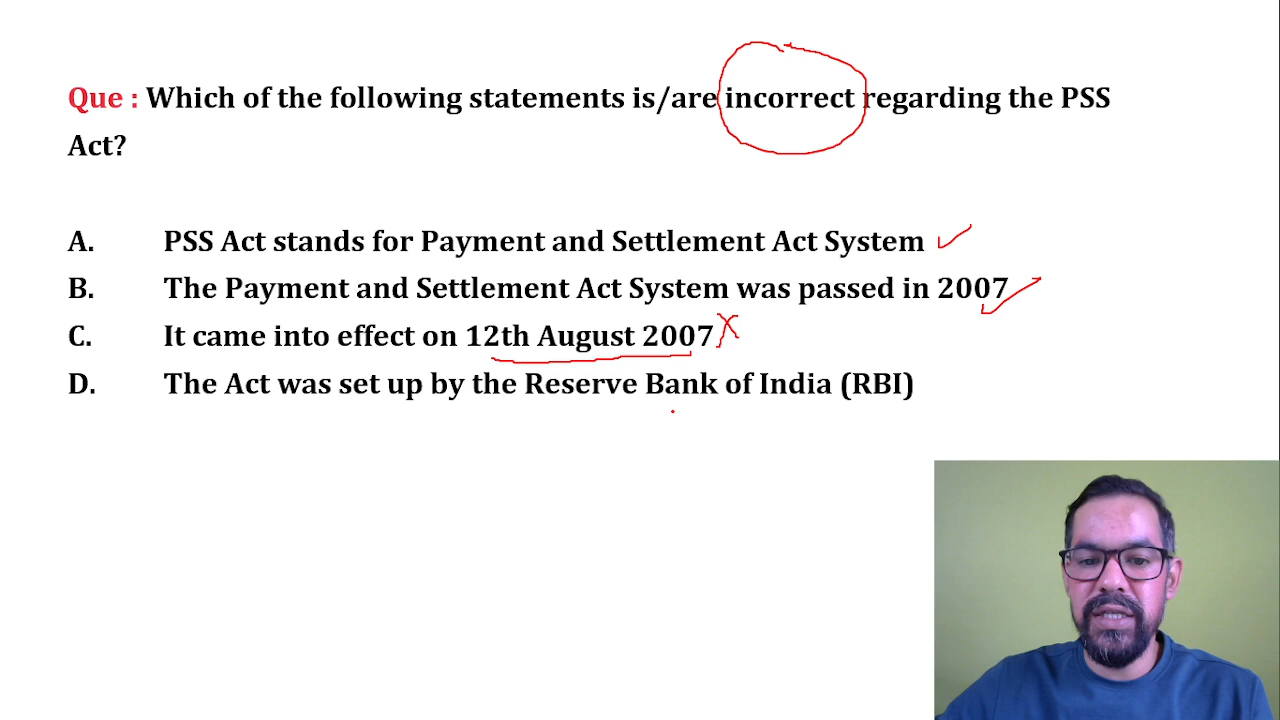 Que : Which of the following statements is/are incorrect regarding the PSS
Act?
A. PSS Act stands for Payment and Settlement Act System
B. The Payment and Settlement Act System was passed in 2007
C. It came into effect on 12th August 2007
D. The Act was set up by the Reserve Bank of India (RBI)